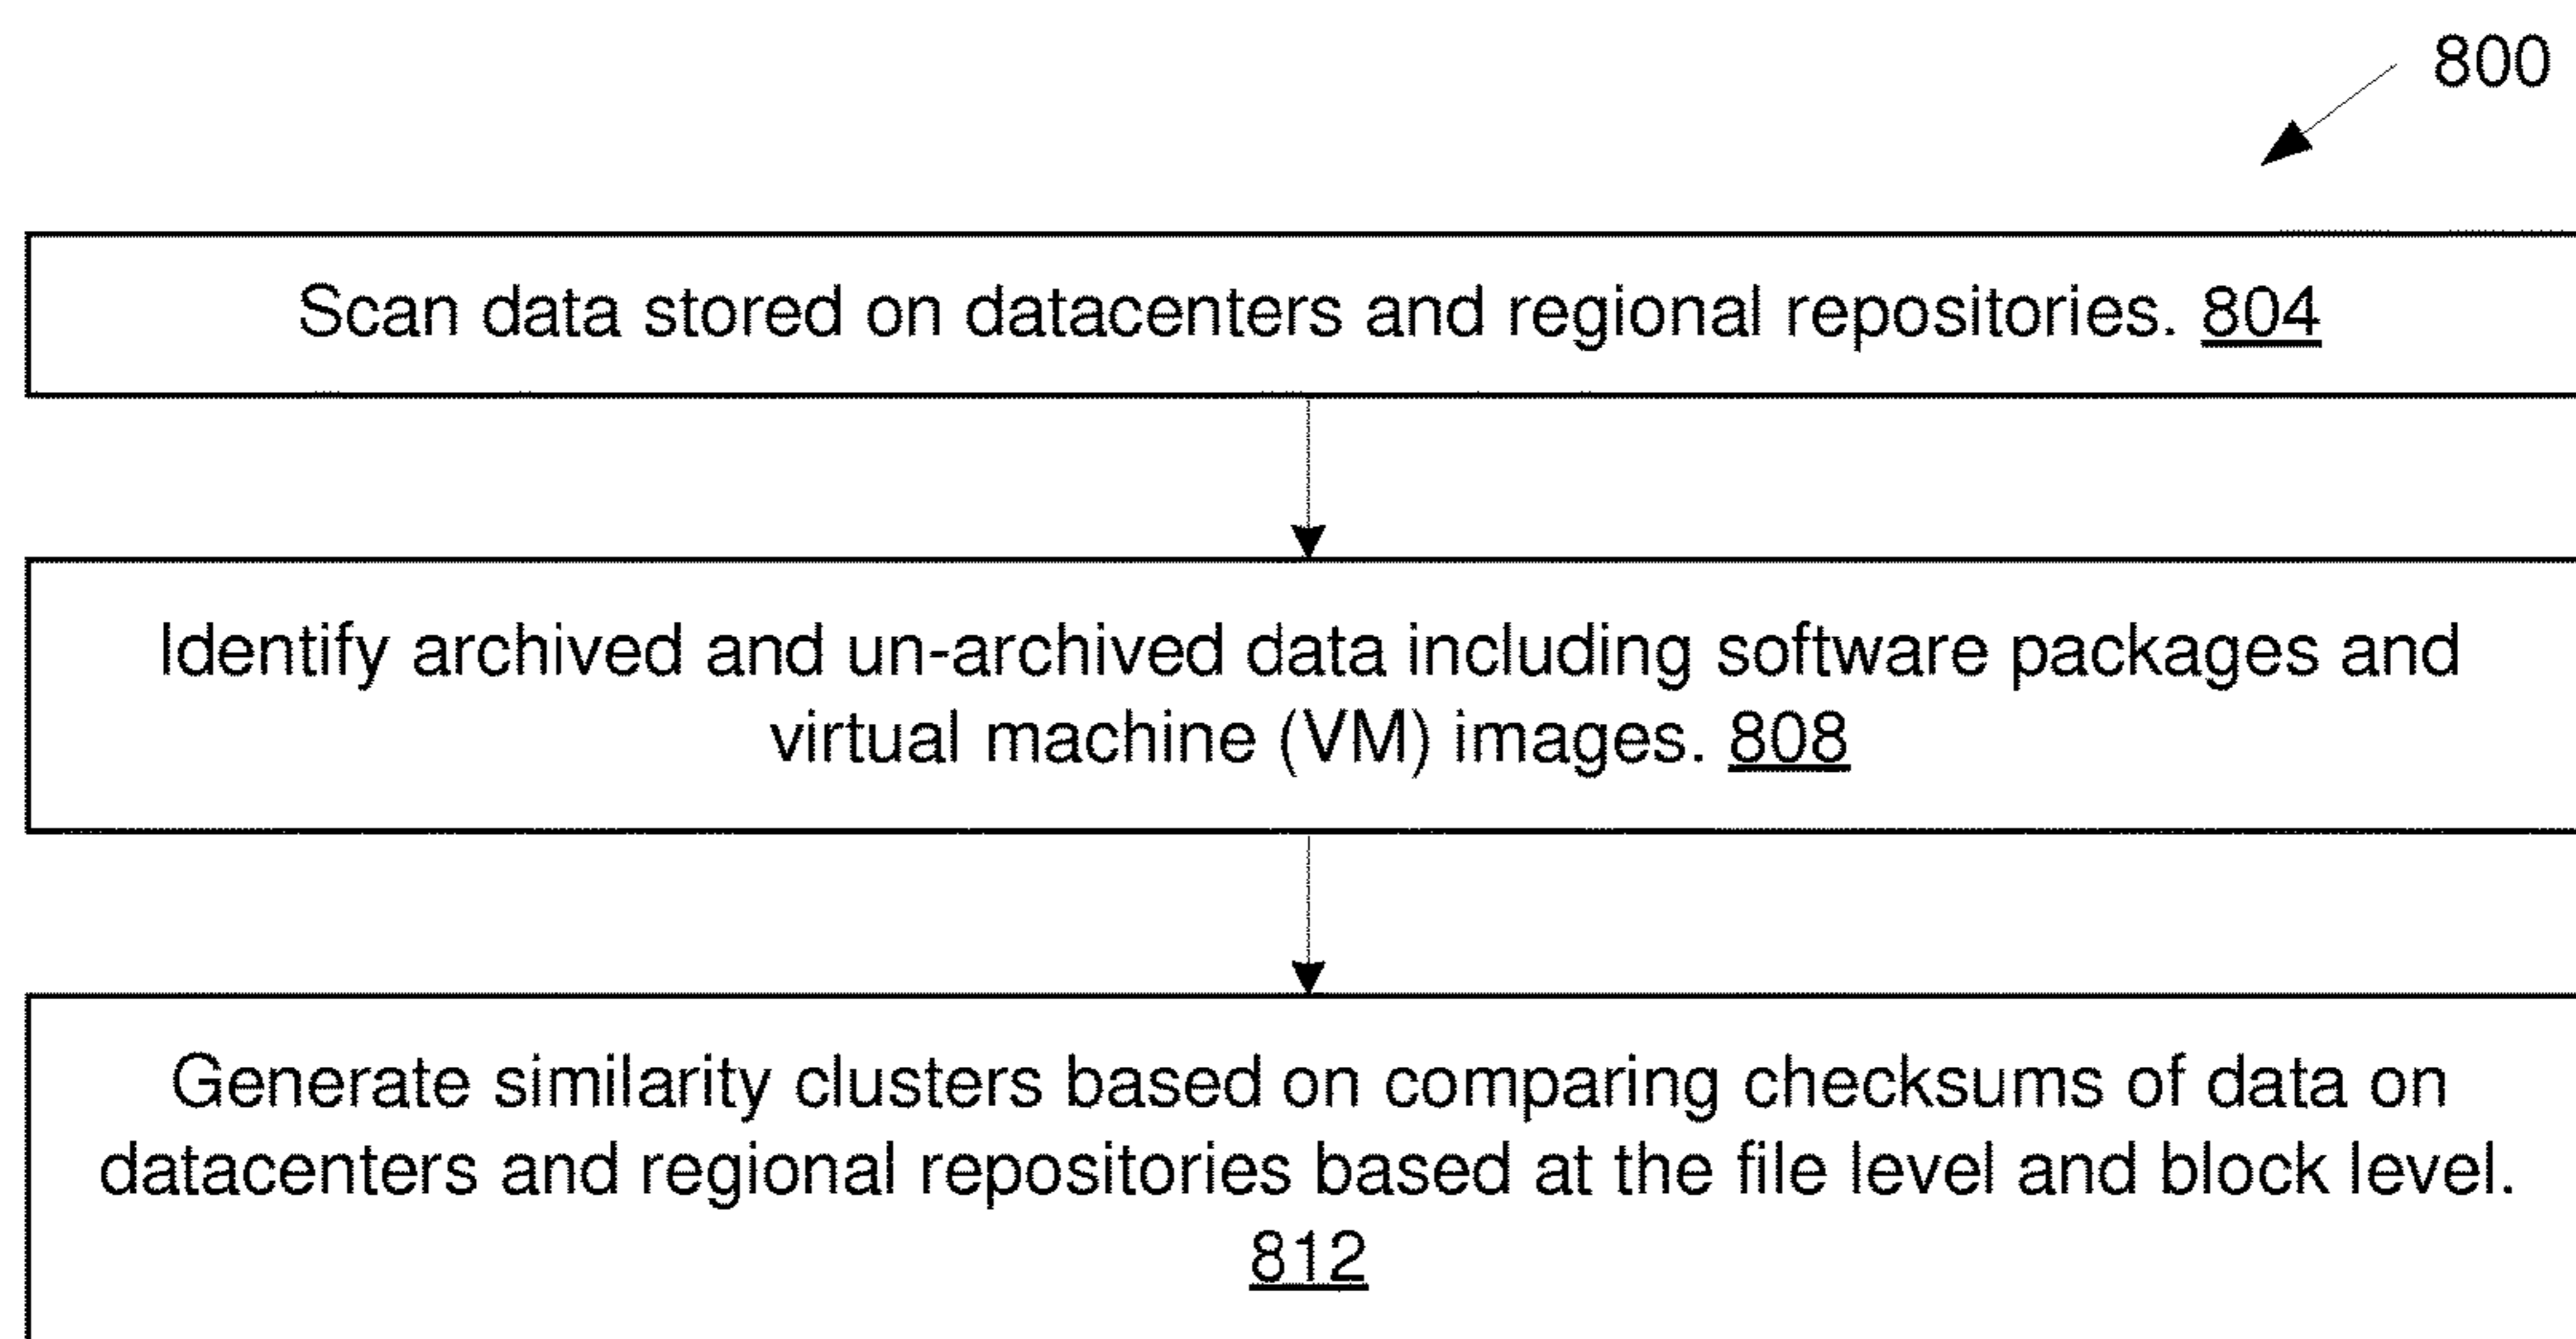 800
Scan data stored on datacenters and regional repositories. 804
Identify archived and un-archived data including software packages and
virtual machine (VM) images. 808
Generate similarity clusters based on comparing checksums of data on
datacenters and regional repositories based at the file level and block level.
812